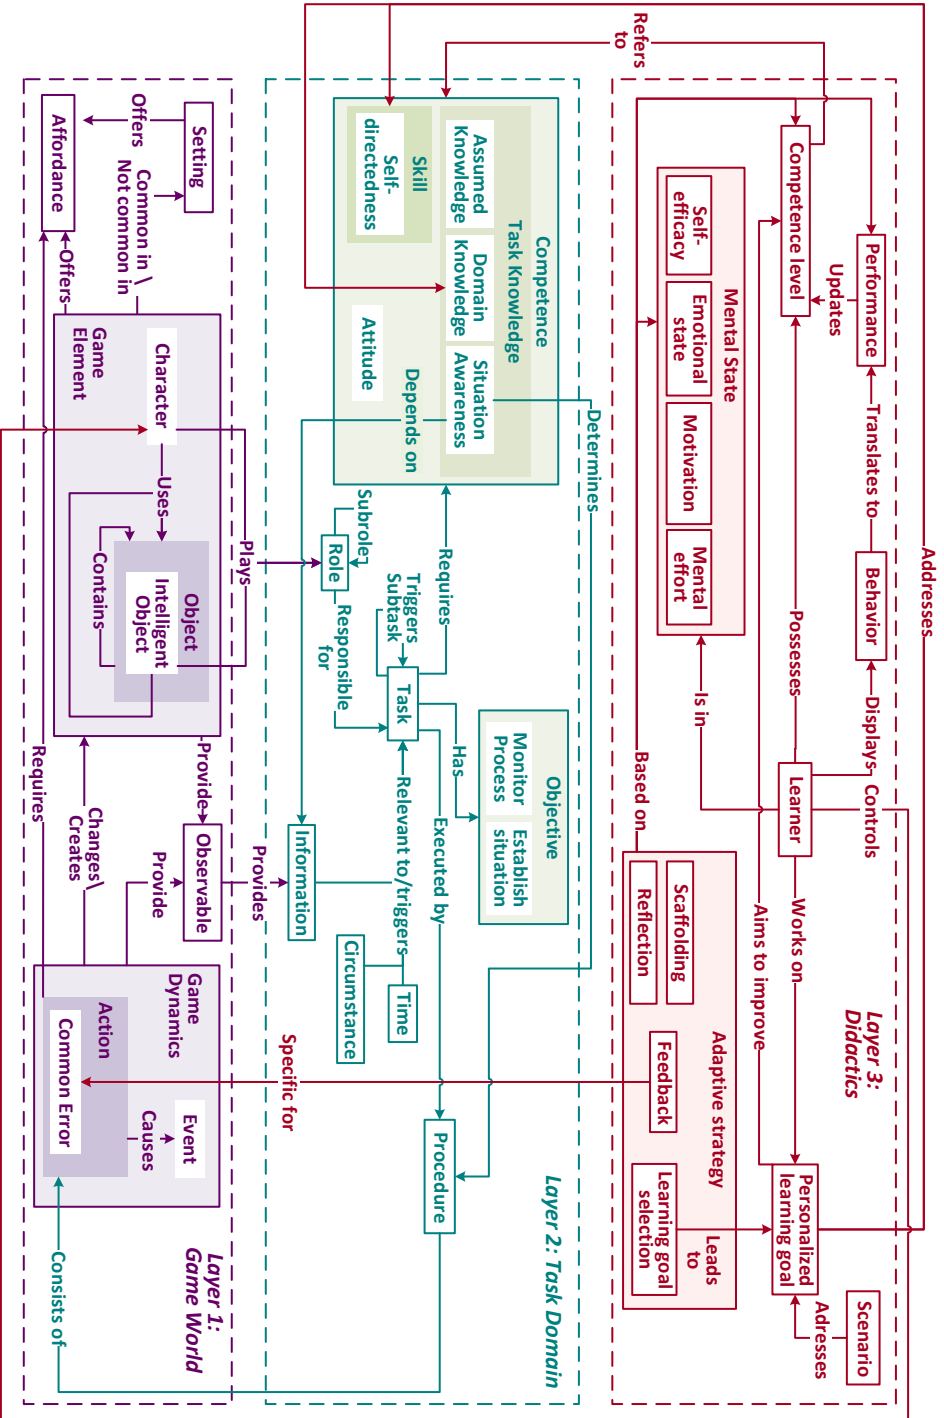 Addresses
Layer 3:
Didactics
Performance
Translates to
Behavior
Displays
Controls
Scenario
Adresses
Refers
to
Competence level
Updates
Possesses
Learner
Works on
Personalized
learning goal
Aims to improve
Mental State
Self-
efficacy
Emotional
state
Motivation
Mental
effort
Is in
Based on
Adaptive strategy
Scaffolding
Reflection
Feedback
Learning goal
selection
Leads
to
Specific for
Layer 2: Task Domain
Determines
Competence
Task Knowledge
Assumed
Knowledge
Domain
Knowledge
Situation
Awareness
Skill
Self-
directedness
Attitude
Depends on
Requires
Objective
Monitor
Process
Establish
situation
Has
Triggers
Subtask
Task
Executed by
Procedure
Relevant to/triggers
Time
Circumstance
Subrole
Role
Responsible
for
Information
Layer 1:
Game World
Plays
Provides
Setting
Offers
Affordance
Common in \
Not common in
Offers
Game
Element
Character
Uses
Object
Intelligent
Object
Contains
Provide
Observable
Provide
Changes\
Creates
Requires
Game
Dynamics
Action
Common Error
Event
Causes
Consists of